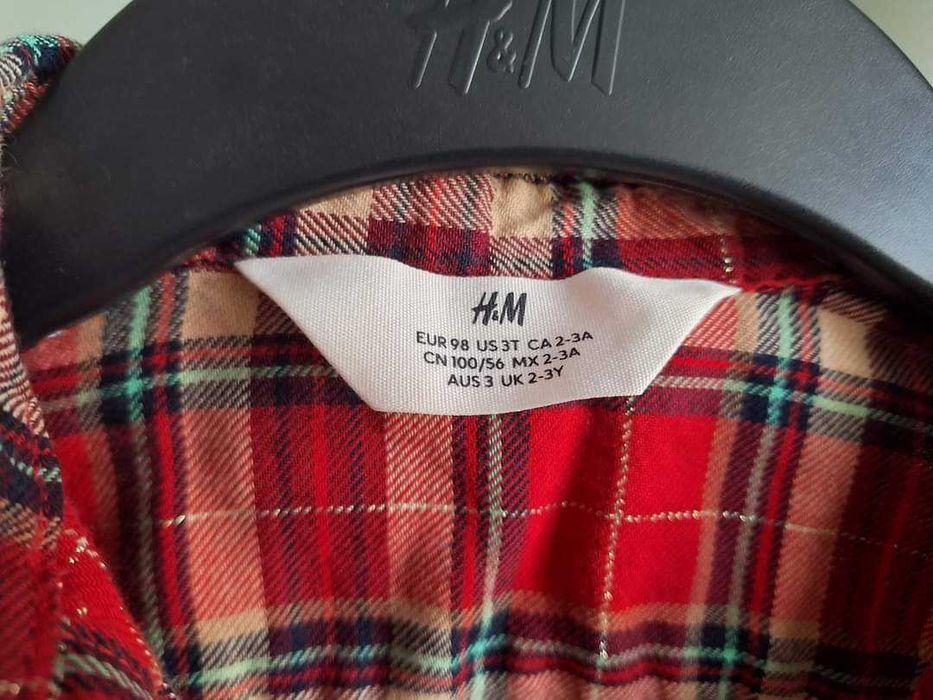 H&M
H&M
EUR 98 US 3T CA 2-3A
CN 100/56 MX 2-3A
AUS 3 UK 2-3Y